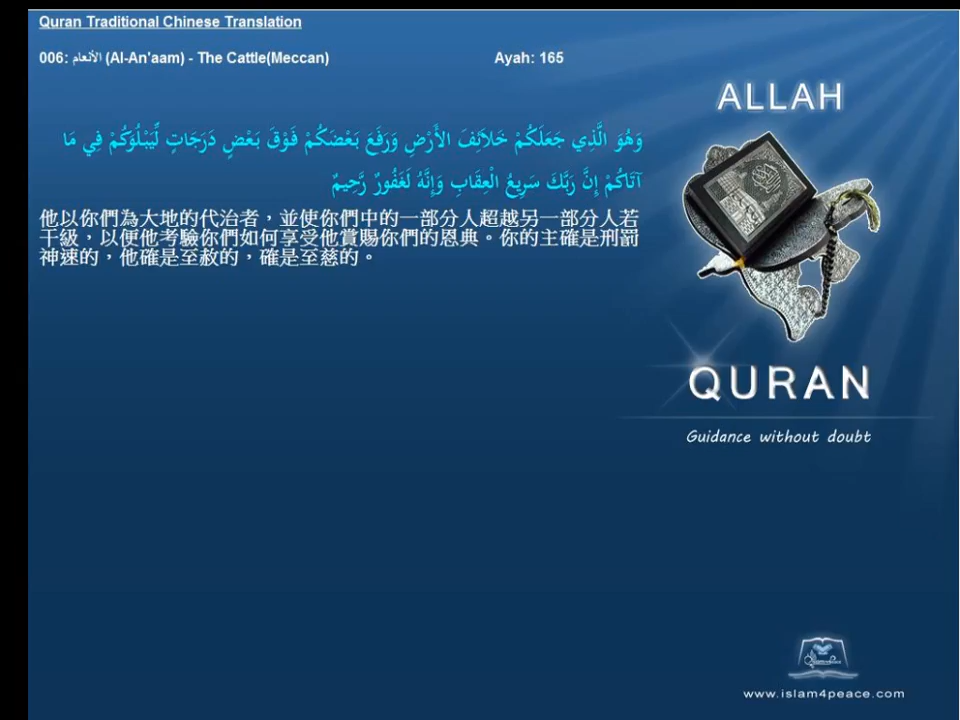 Quran Traditional Chinese Translation
006: الأنعام (Al-An'aam) - The Cattle(Meccan) Ayah: 165
وَهُوَ الَّذِي جَعَلَكُمْ خَلاَئِفَ الأَرْضِ وَرَفَعَ بَعْضَكُمْ فَوْقَ بَعْضٍ دَرَجَاتٍ لِّيَبْلُوَكُمْ فِي مَا
آتَاكُمْ إِنَّ رَبَّكَ سَرِيعُ الْعِقَابِ وَإِنَّهُ لَغَفُورٌ رَّحِيمٌ
他以你們為大地的代治者，並使你們中的一部分人超越另一部分人若
干級，以便他考驗你們如何享受他賞賜你們的恩典。你的主確是刑罰
神速的，他確是至赦的，確是至慈的。
ALLAH
QURAN
Guidance without doubt
www.islam4peace.com